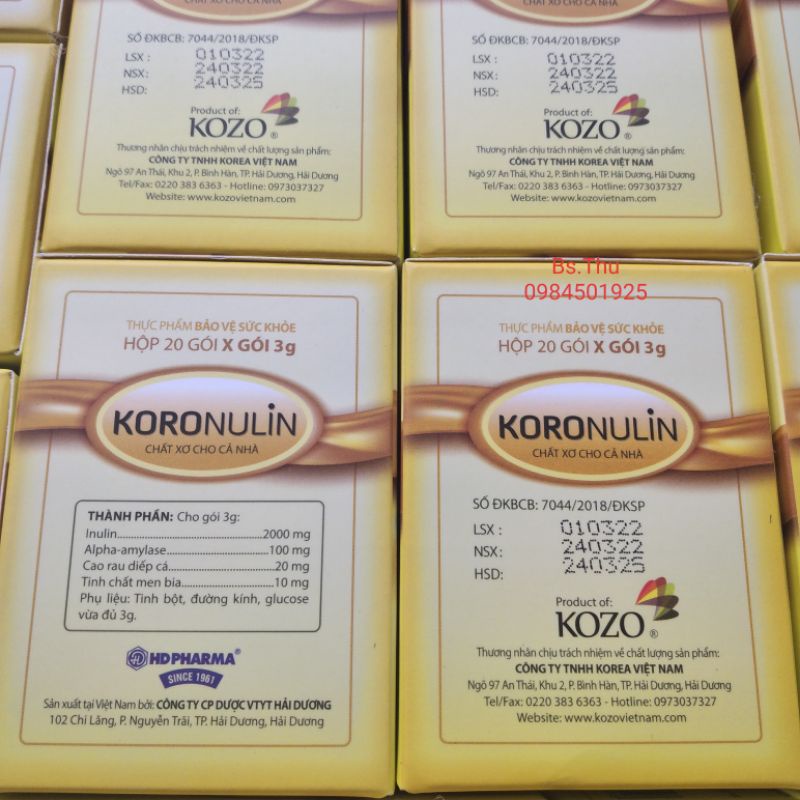 CHẤT XƠ CHO CẢ NHÀ
SỐ ĐKBCB: 7044/2018/ĐKSP
LSX : 010322
NSX: 240322
HSD: 240325
Product of:
KOZO®
Thương nhân chịu trách nhiệm về chất lượng sản phẩm:
CÔNG TY TNHH KOREA VIỆT NAM
Ngõ 97 An Thái, Khu 2, P. Bình Hàn, TP. Hải Dương, Hải Dương
Tel/Fax: 0220 383 6363 - Hotline: 0973037327
Website: www.kozovietnam.com
CHẤT XƠ CHO CẢ NHÀ
SỐ ĐKBCB: 7044/2018/ĐKSP
LSX : 010322
NSX: 240322
HSD: 240325
Product of:
KOZO®
Thương nhân chịu trách nhiệm về chất lượng sản phẩm:
CÔNG TY TNHH KOREA VIỆT NAM
Ngõ 97 An Thái, Khu 2, P. Bình Hàn, TP. Hải Dương, Hải Dương
Tel/Fax: 0220 383 6363 - Hotline: 0973037327
Website: www.kozovietnam.com
Bs.Thu
0984501925
THỰC PHẨM BẢO VỆ SỨC KHỎE
HỘP 20 GÓI X GÓI 3g
KORONULIN
CHẤT XƠ CHO CẢ NHÀ
THÀNH PHẦN: Cho gói 3g:
Inulin..................................2000 mg
Alpha-amylase.......................100 mg
Cao rau diếp cá........................20 mg
Tinh chất men bia.....................10 mg
Phụ liệu: Tinh bột, đường kính, glucose
vừa đủ 3g.
HDPHARMA®
SINCE 1961
Sản xuất tại Việt Nam bởi: CÔNG TY CP DƯỢC VTYT HẢI DƯƠNG
102 Chi Lăng, P. Nguyễn Trãi, TP. Hải Dương, Hải Dương
THỰC PHẨM BẢO VỆ SỨC KHỎE
HỘP 20 GÓI X GÓI 3g
KORONULIN
CHẤT XƠ CHO CẢ NHÀ
SỐ ĐKBCB: 7044/2018/ĐKSP
LSX : 010322
NSX: 240322
HSD: 240325
Product of:
KOZO®
Thương nhân chịu trách nhiệm về chất lượng sản phẩm:
CÔNG TY TNHH KOREA VIỆT NAM
Ngõ 97 An Thái, Khu 2, P. Bình Hàn, TP. Hải Dương, Hải Dương
Tel/Fax: 0220 383 6363 - Hotline: 0973037327
Website: www.kozovietnam.com